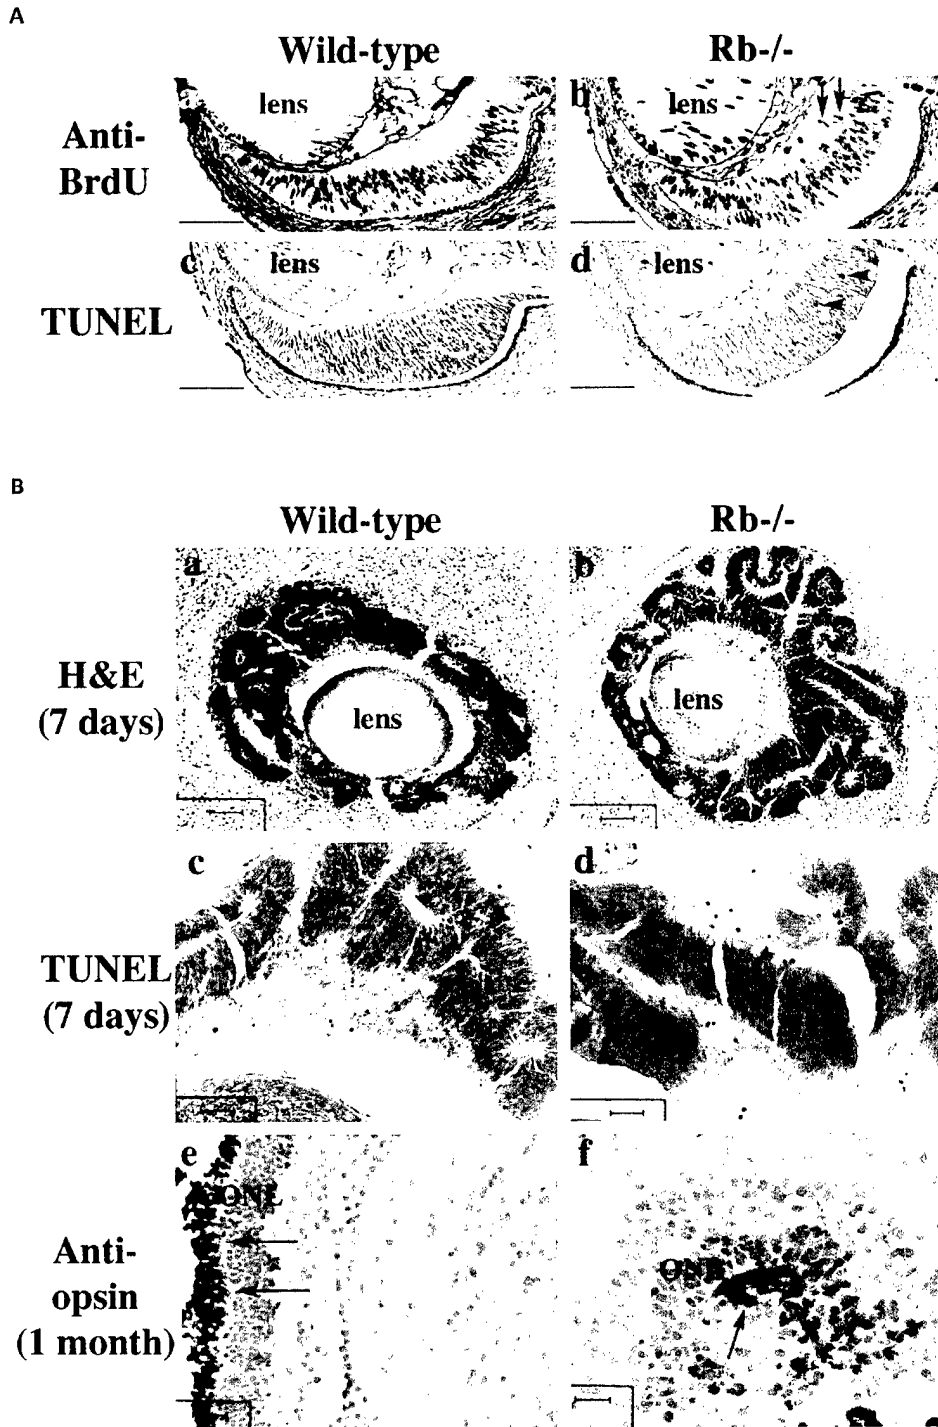 A
Wild-type
Rb-/-
Anti-
BrdU
lens
b
lens
TUNEL
c
lens
d
lens
B
Wild-type
Rb-/-
H&E
(7 days)
a
lens
b
lens
TUNEL
(7 days)
c
d
Anti-
opsin
(1 month)
e
ONL
f